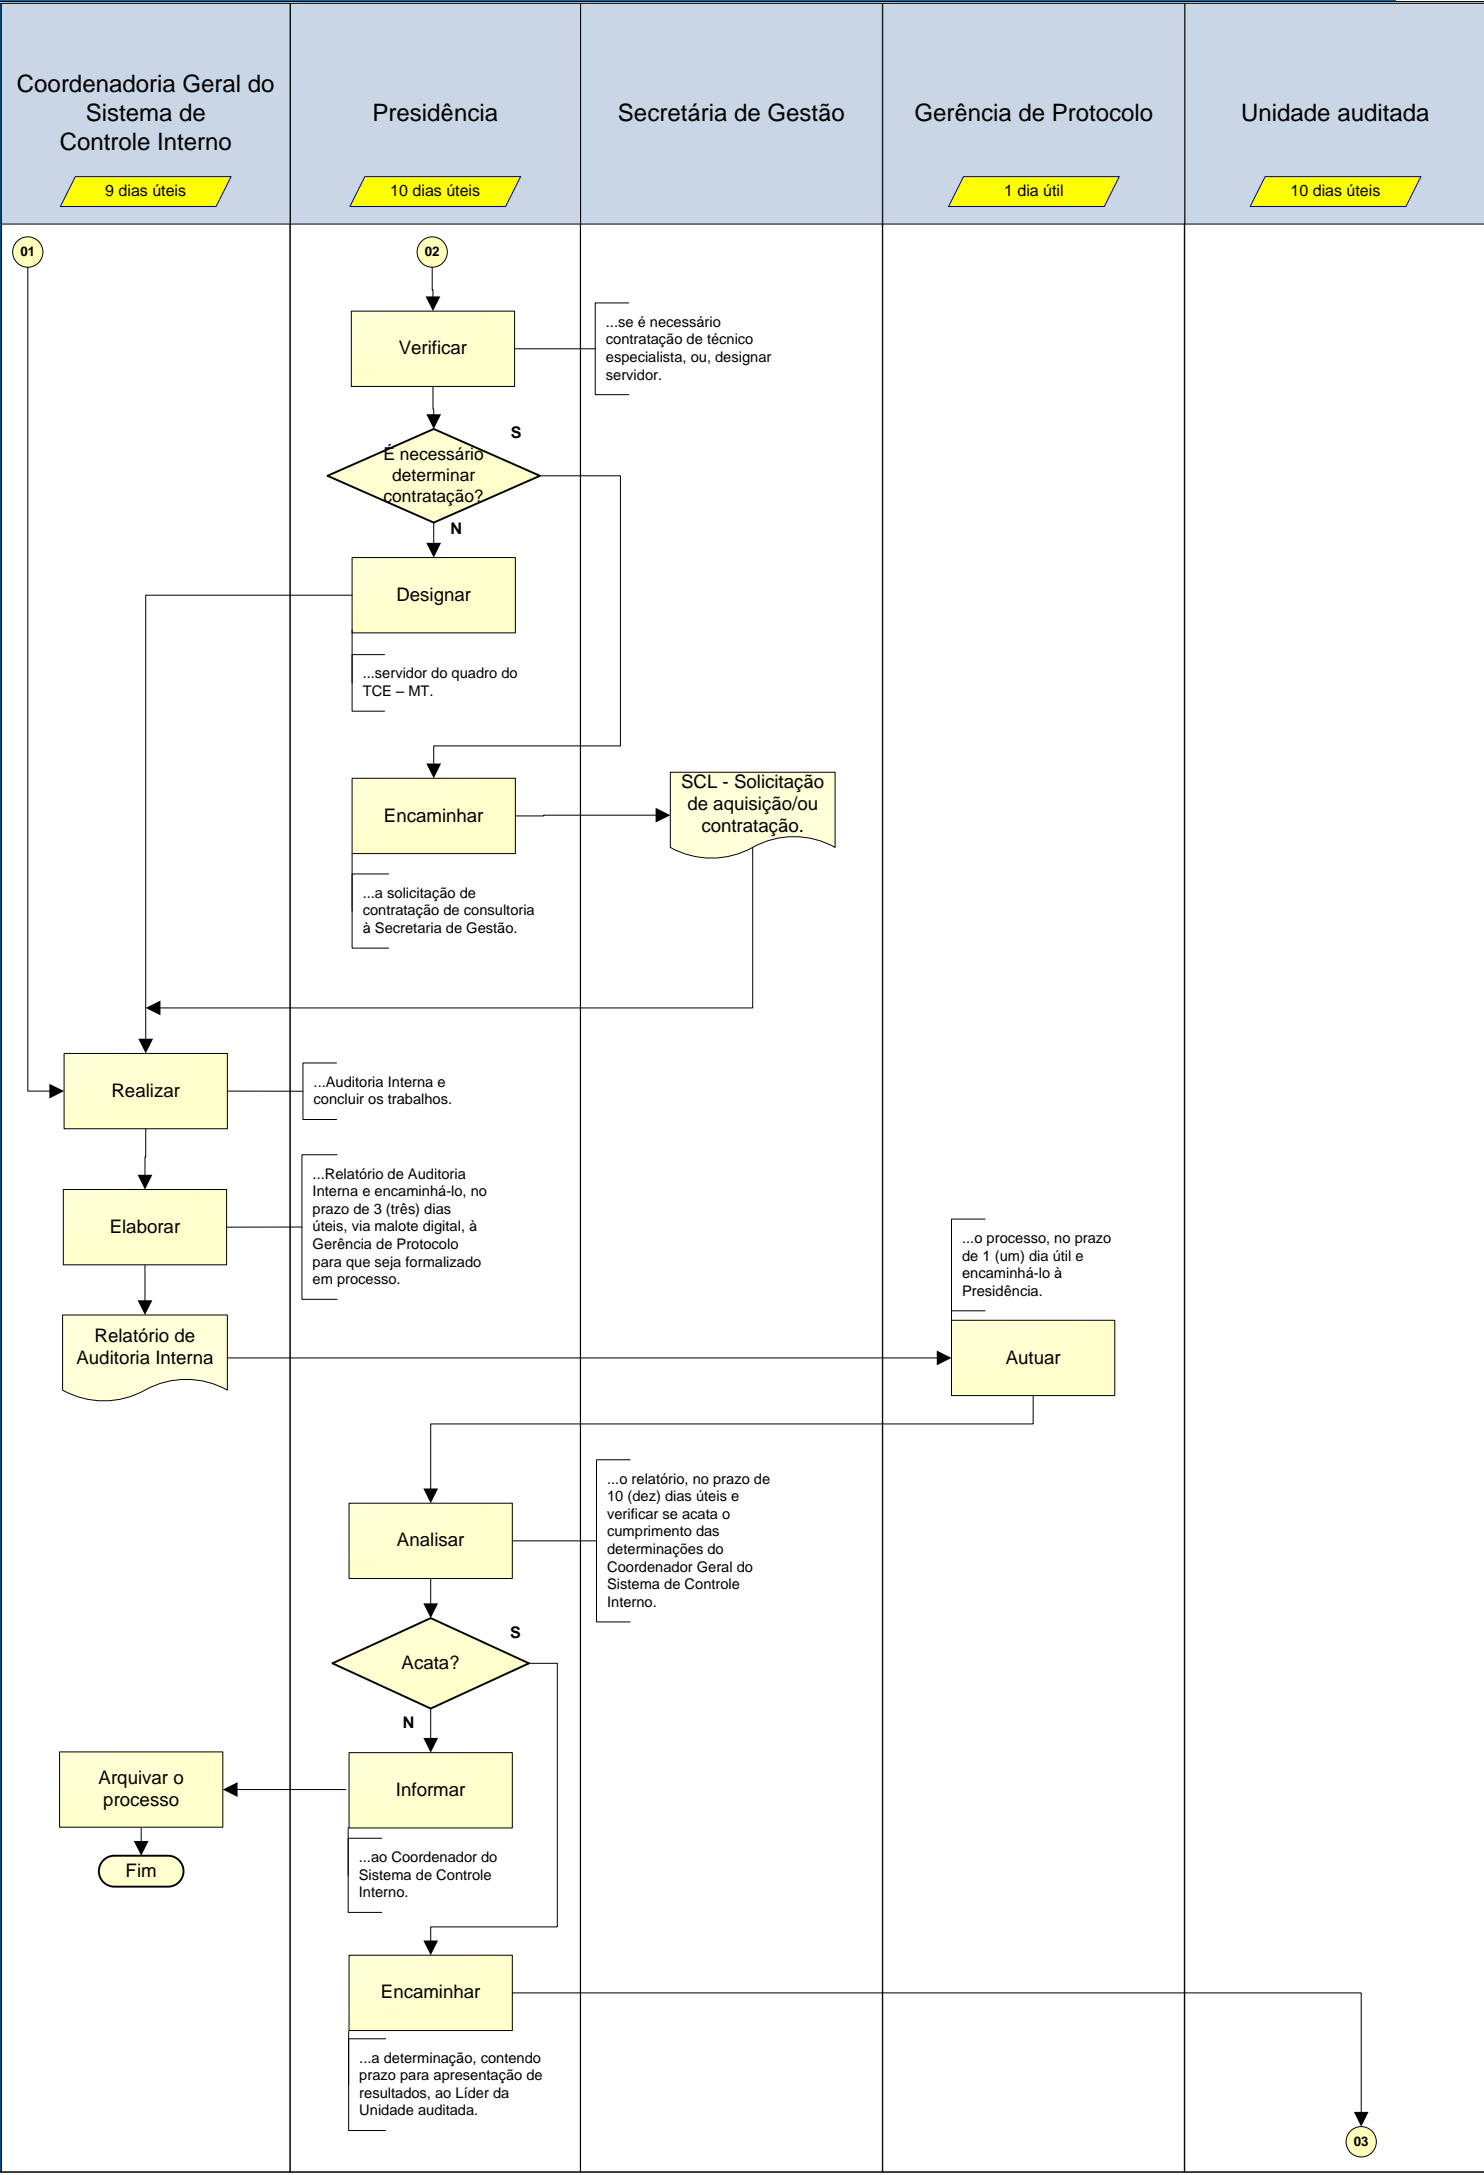 Coordenadoria Geral do
Sistema de
Controle Interno
9 dias úteis
Presidência
10 dias úteis
Secretária de Gestão
Gerência de Protocolo
1 dia útil
Unidade auditada
10 dias úteis
01
02
Verificar
...se é necessário
contratação de técnico
especialista, ou, designar
servidor.
S
É necessário
determinar
contratação?
N
Designar
...servidor do quadro do
TCE – MT.
Encaminhar
SCL - Solicitação
de aquisição/ou
contratação.
...a solicitação de
contratação de consultoria
à Secretaria de Gestão.
Realizar
...Auditoria Interna e
concluir os trabalhos.
Elaborar
...Relatório de Auditoria
Interna e encaminhá-lo, no
prazo de 3 (três) dias
úteis, via malote digital, à
Gerência de Protocolo
para que seja formalizado
em processo.
...o processo, no prazo
de 1 (um) dia útil e
encaminhá-lo à
Presidência.
Relatório de
Auditoria Interna
Autuar
Analisar
...o relatório, no prazo de
10 (dez) dias úteis e
verificar se acata o
cumprimento das
determinações do
Coordenador Geral do
Sistema de Controle
Interno.
S
Acata?
N
Arquivar o
processo
Informar
Fim
...ao Coordenador do
Sistema de Controle
Interno.
Encaminhar
...a determinação, contendo
prazo para apresentação de
resultados, ao Líder da
Unidade auditada.
03